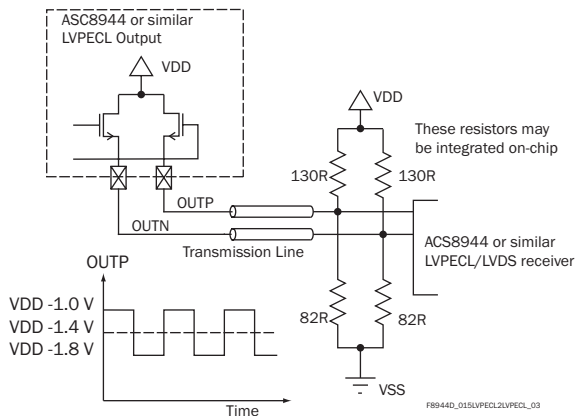 ASC8944 or similar
LVPECL Output
VDD
VDD
These resistors may
be integrated on-chip
130R
130R
OUTP
OUTN
Transmission Line
ACS8944 or similar
LVPECL/LVDS receiver
OUTP
VDD -1.0 V
VDD -1.4 V
VDD -1.8 V
82R
82R
VSS
Time
F8944D_015LVPECL2LVPECL_03